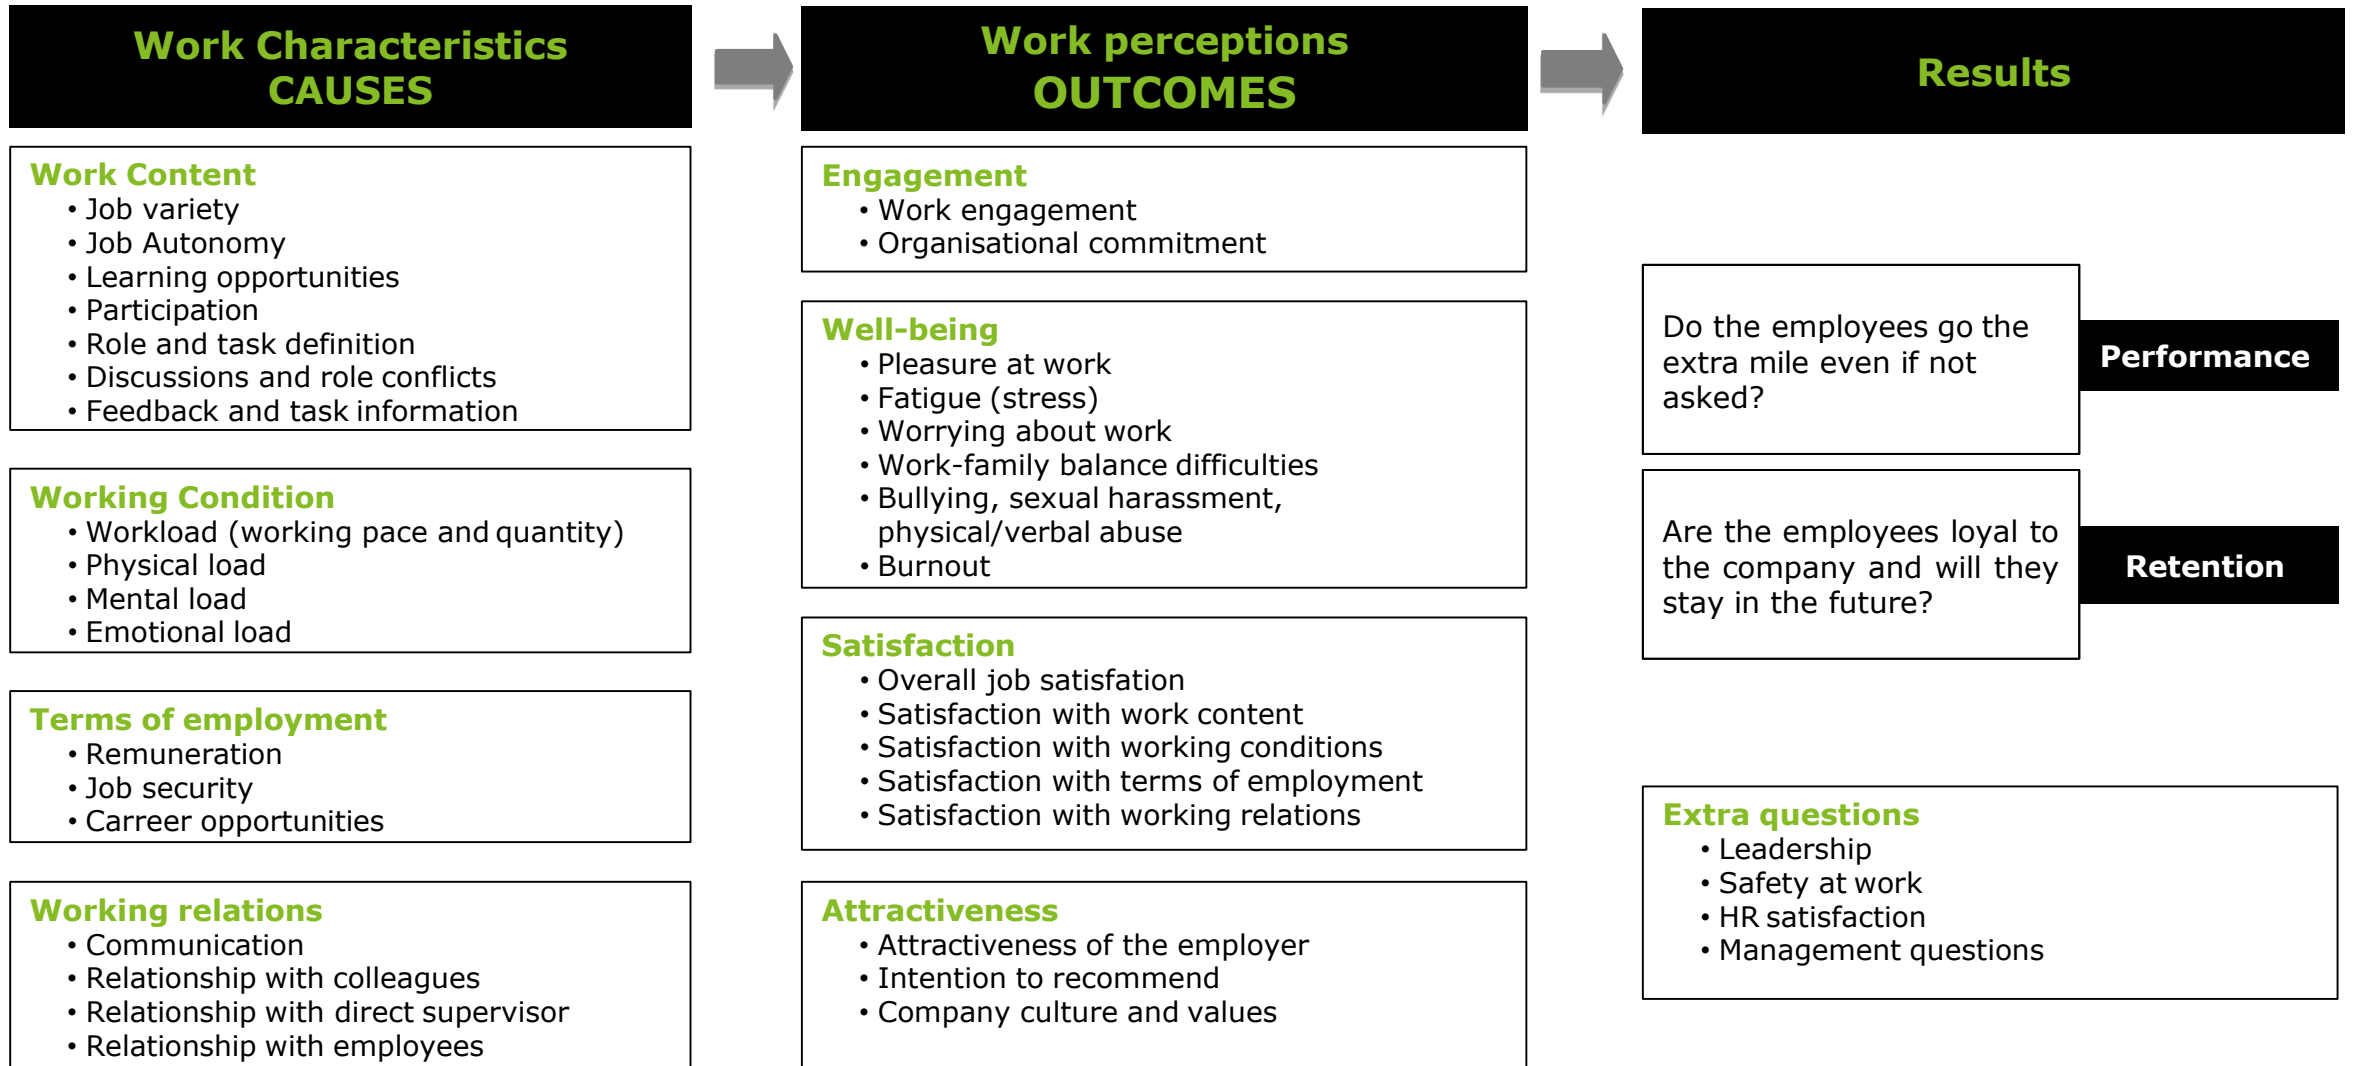 Work Characteristics
CAUSES
Work Content
• Job variety
• Job Autonomy
• Learning opportunities
• Participation
• Role and task definition
• Discussions and role conflicts
• Feedback and task information
Working Condition
• Workload (working pace and quantity)
• Physical load
• Mental load
• Emotional load
Terms of employment
• Remuneration
• Job security
• Carreer opportunities
Working relations
• Communication
• Relationship with colleagues
• Relationship with direct supervisor
• Relationship with employees
Work perceptions
OUTCOMES
Engagement
• Work engagement
• Organisational commitment
Well-being
• Pleasure at work
• Fatigue (stress)
• Worrying about work
• Work-family balance difficulties
• Bullying, sexual harassment,
physical/verbal abuse
• Burnout
Satisfaction
• Overall job satisfation
• Satisfaction with work content
• Satisfaction with working conditions
• Satisfaction with terms of employment
• Satisfaction with working relations
Attractiveness
• Attractiveness of the employer
• Intention to recommend
• Company culture and values
Results
Do the employees go the
extra mile even if not
asked?
Performance
Are the employees loyal to
the company and will they
stay in the future?
Retention
Extra questions
• Leadership
• Safety at work
• HR satisfaction
• Management questions